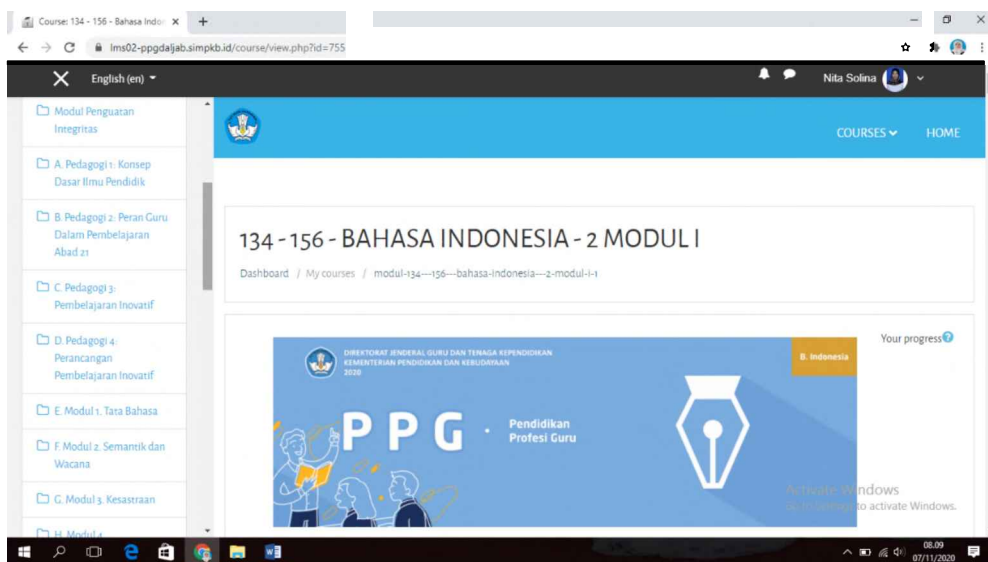 Course: 134 - 156 - Bahasa Indon
lms02-ppgdaljab.simpkb.id/course/view.php?id=755
English (en)
Nita Solina
Modul Penguatan
Integritas
A. Pedagogi 1: Konsep
Dasar Ilmu Pendidik
B. Pedagogi 2: Peran Guru
Dalam Pembelajaran
Abad 21
C. Pedagogi 3:
Pembelajaran Inovatif
D. Pedagogi 4:
Perancangan
Pembelajaran Inovatif
E. Modul 1. Tata Bahasa
F. Modul 2. Semantik dan
Wacana
G. Modul 3. Kesastraan
H. Modul 4
COURSES
HOME
134 - 156 - BAHASA INDONESIA - 2 MODUL I
Dashboard / My courses / modul-134---156---bahasa-indonesia---2-modul-i-1
Your progress
DIREKTORAT JENDERAL GURU DAN TENAGA KEPENDIDIKAN
KEMENTERIAN PENDIDIKAN DAN KEBUDAYAAN
2020
B. Indonesia
PPG
Pendidikan
Profesi Guru
Activate Windows
to activate Windows.
08.09
07/11/2020